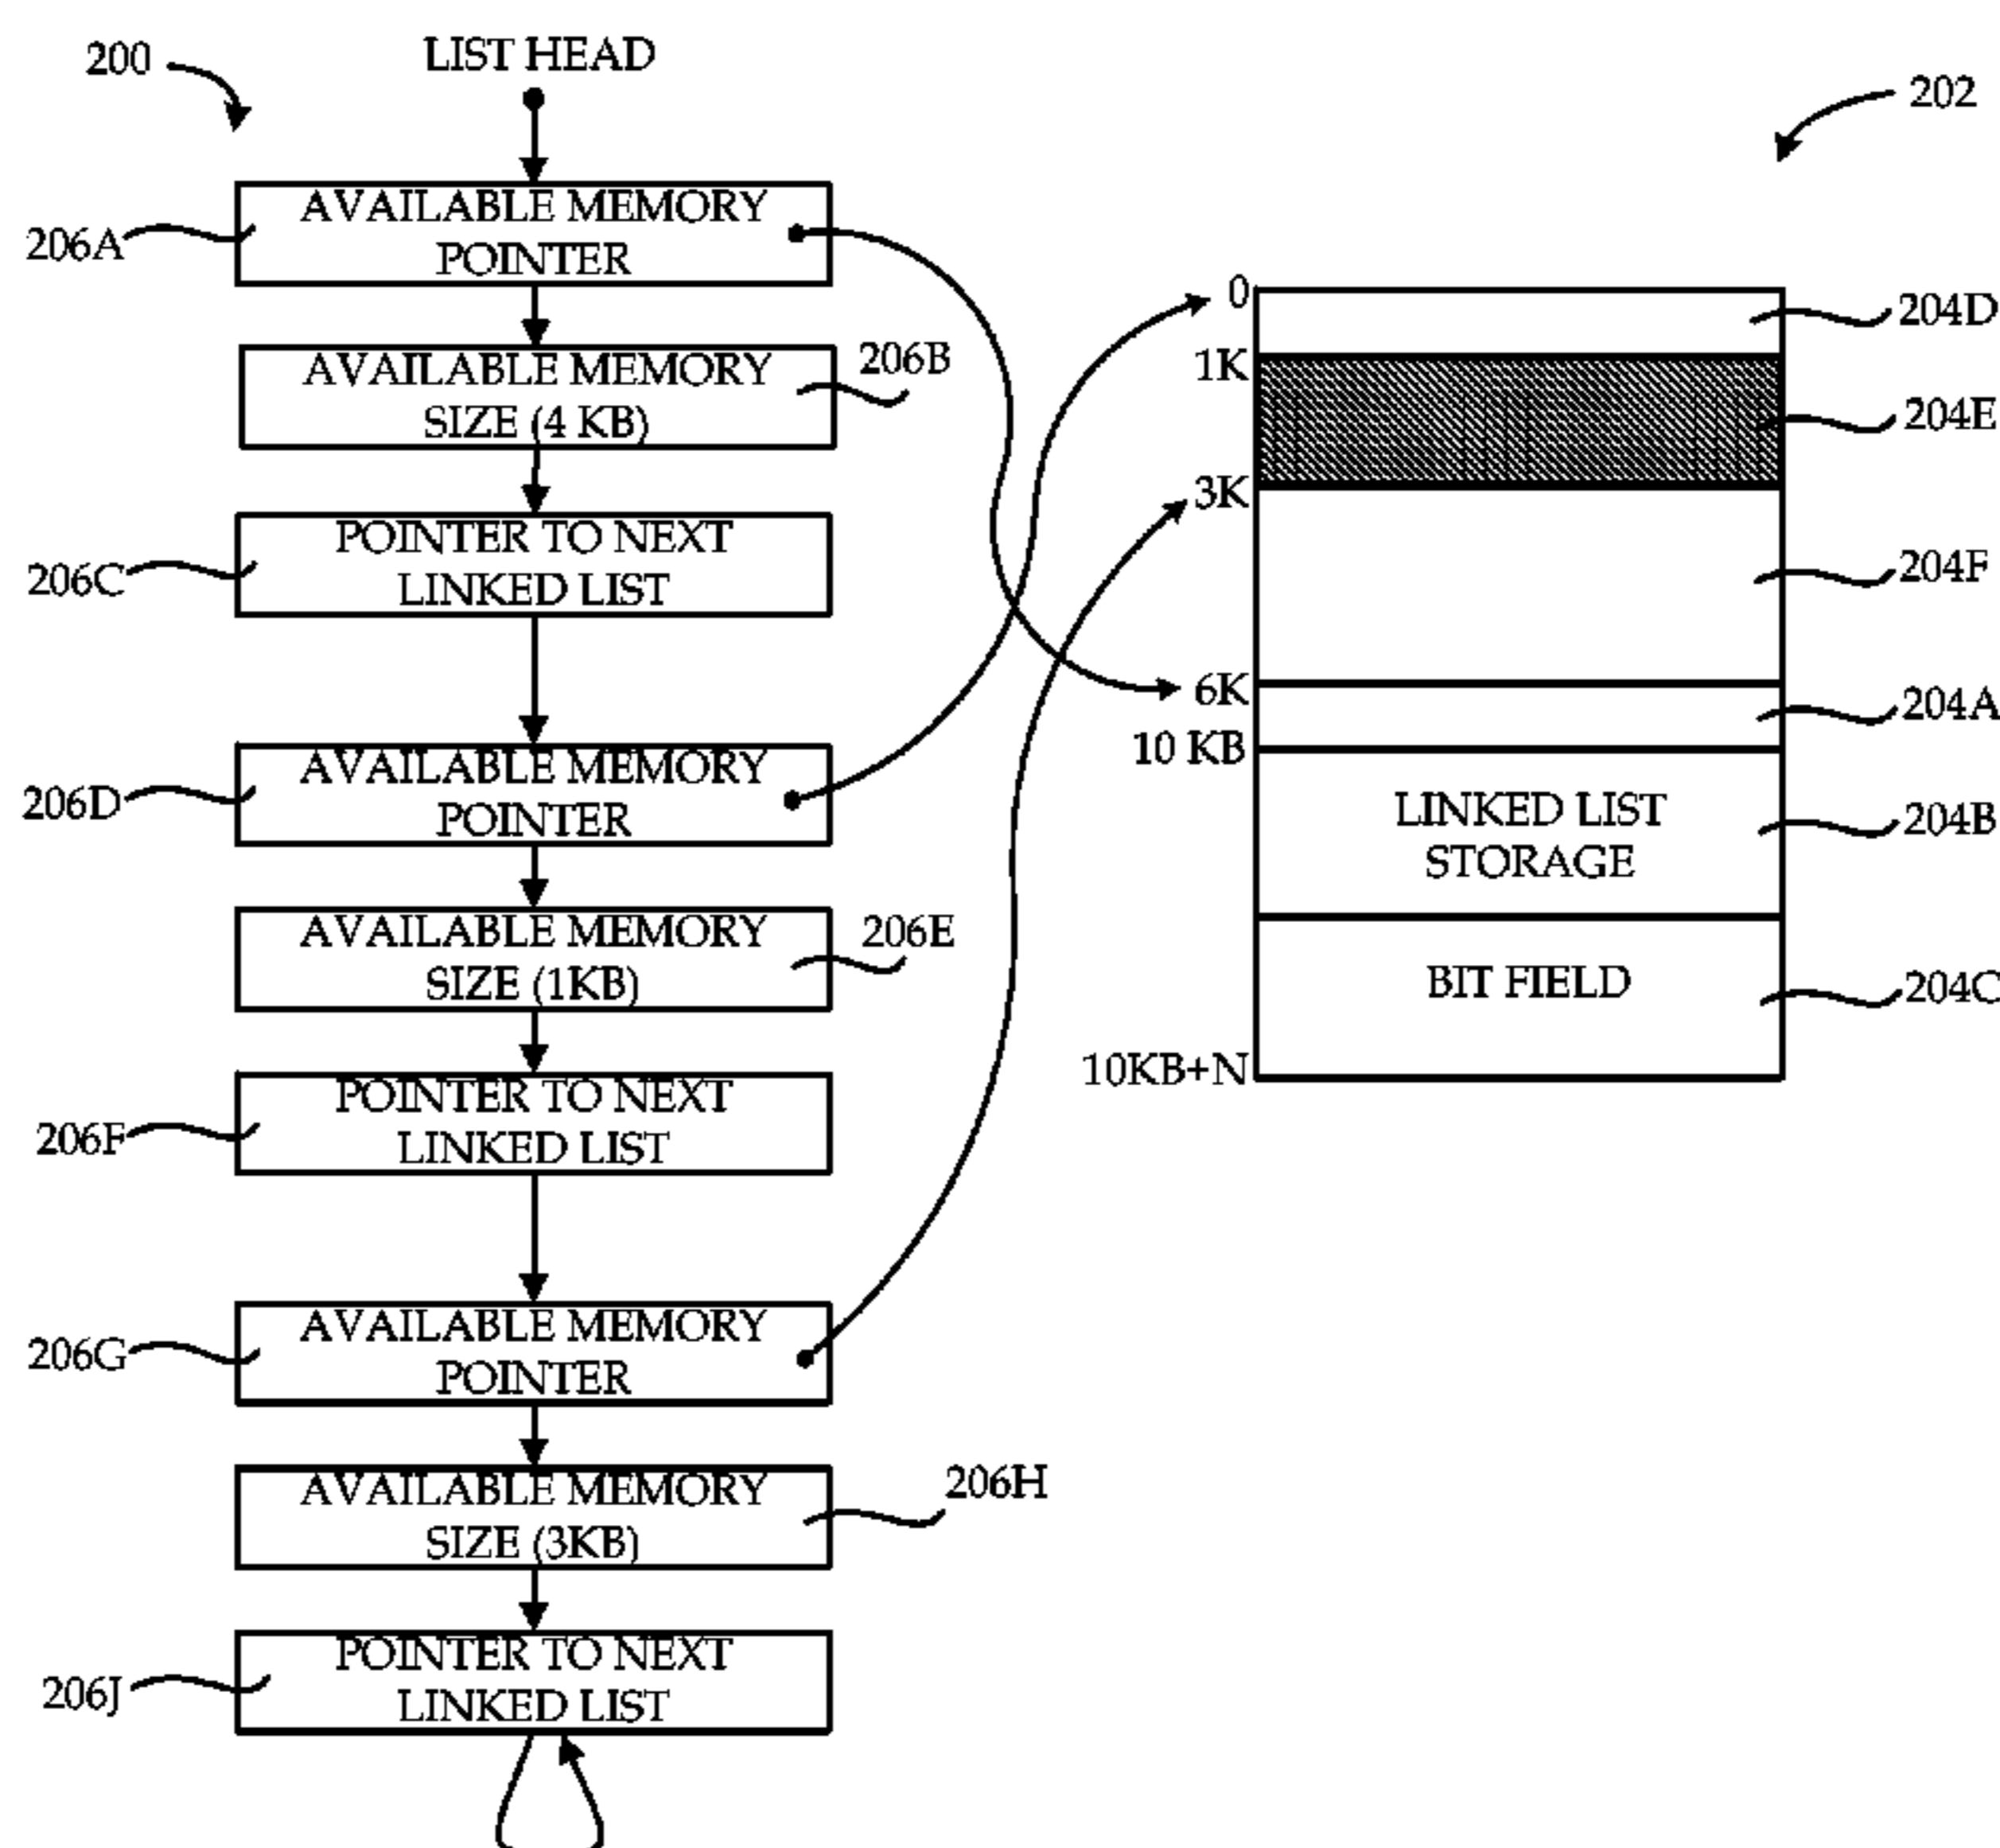 200
LIST HEAD
202
206A
AVAILABLE MEMORY
POINTER
206B
AVAILABLE MEMORY
SIZE (4 KB)
206C
POINTER TO NEXT
LINKED LIST
206D
AVAILABLE MEMORY
POINTER
206E
AVAILABLE MEMORY
SIZE (1KB)
206F
POINTER TO NEXT
LINKED LIST
206G
AVAILABLE MEMORY
POINTER
206H
AVAILABLE MEMORY
SIZE (3KB)
206J
POINTER TO NEXT
LINKED LIST
0
204D
1K
204E
3K
204F
6K
204A
10 KB
LINKED LIST
STORAGE
204B
BIT FIELD
204C
10KB+N